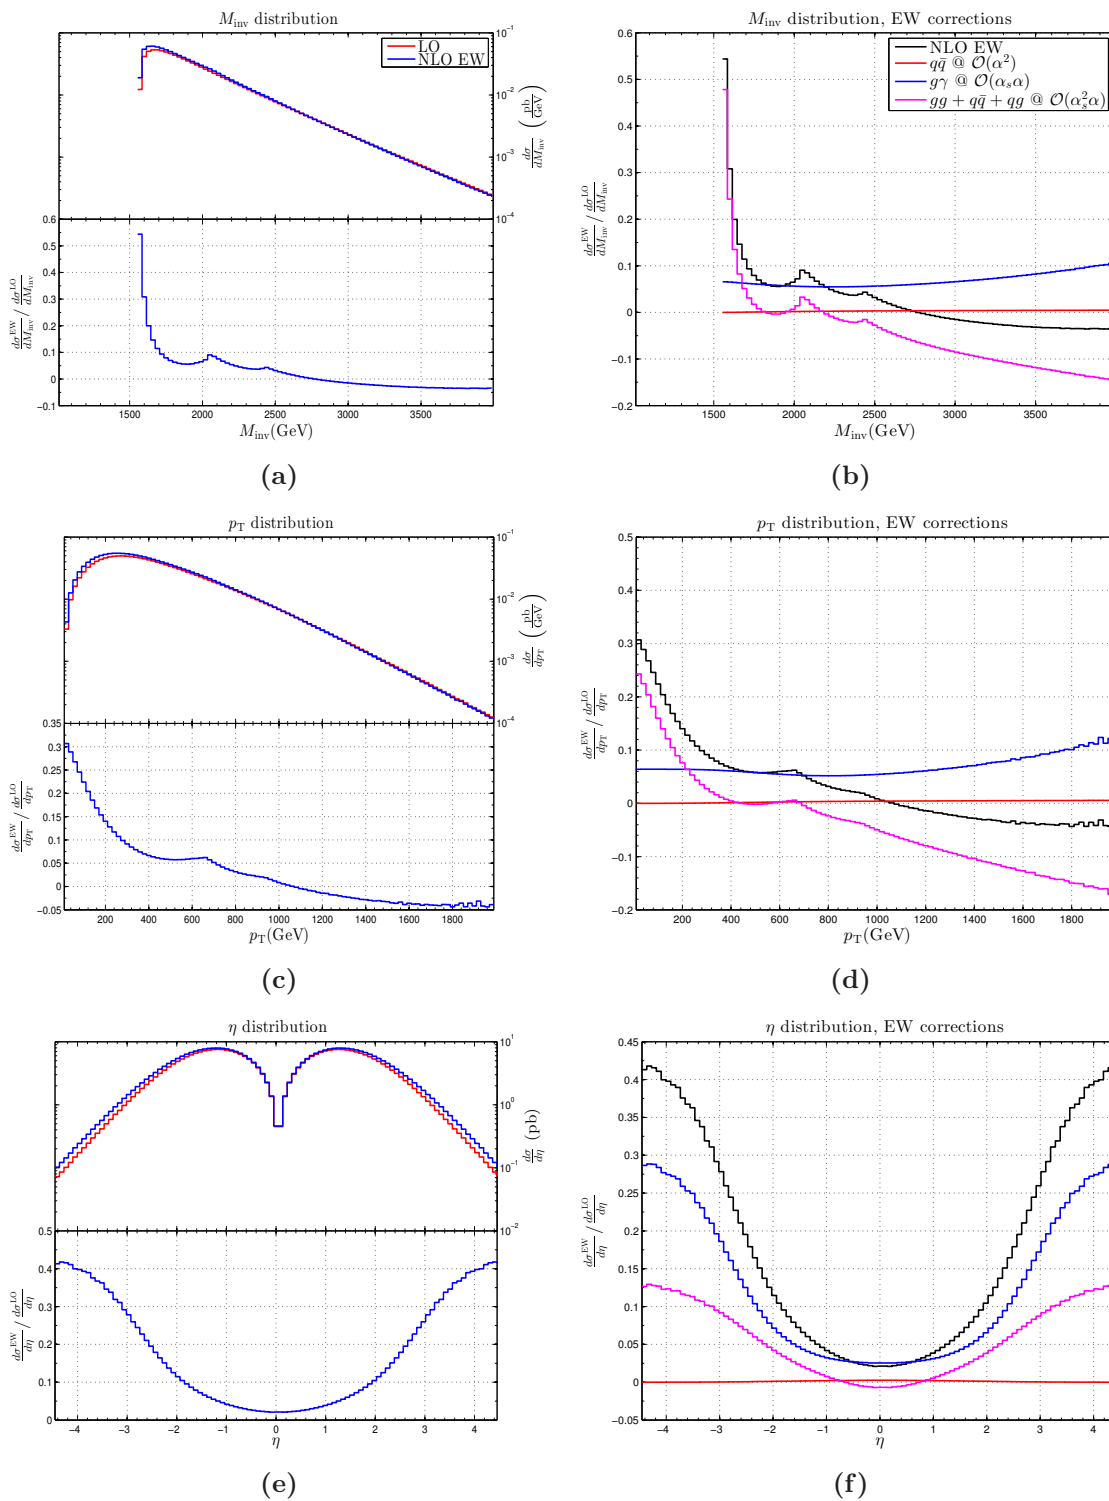 M_inv distribution
LO
NLO EW
10^−1
10^−2
10^−3
10^−4
dσ/dM_inv (pb/GeV)
0.6
0.5
0.4
0.3
0.2
0.1
0
−0.1
dσ^EW/dM_inv / dσ^LO/dM_inv
1500 2000 2500 3000 3500
M_inv(GeV)
(a)
M_inv distribution, EW corrections
NLO EW
qq̄ @ O(α^2)
gγ @ O(α_sα)
gg + qq̄ + qg @ O(α_s^2α)
0.6
0.5
0.4
0.3
0.2
0.1
0
−0.1
−0.2
dσ^EW/dM_inv / dσ^LO/dM_inv
1500 2000 2500 3000 3500
M_inv(GeV)
(b)
p_T distribution
10^−1
10^−2
10^−3
10^−4
dσ/dp_T (pb/GeV)
0.35
0.3
0.25
0.2
0.15
0.1
0.05
0
−0.05
dσ^EW/dp_T / dσ^LO/dp_T
200 400 600 800 1000 1200 1400 1600 1800
p_T(GeV)
(c)
p_T distribution, EW corrections
0.5
0.4
0.3
0.2
0.1
0
−0.1
−0.2
dσ^EW/dp_T / dσ^LO/dp_T
200 400 600 800 1000 1200 1400 1600 1800
p_T(GeV)
(d)
η distribution
10^1
10^0
10^−1
10^−2
dσ/dη (pb)
0.5
0.4
0.3
0.2
0.1
0
dσ^EW/dη / dσ^LO/dη
−4 −3 −2 −1 0 1 2 3 4
η
(e)
η distribution, EW corrections
0.45
0.4
0.35
0.3
0.25
0.2
0.15
0.1
0.05
0
−0.05
dσ^EW/dη / dσ^LO/dη
−4 −3 −2 −1 0 1 2 3 4
η
(f)